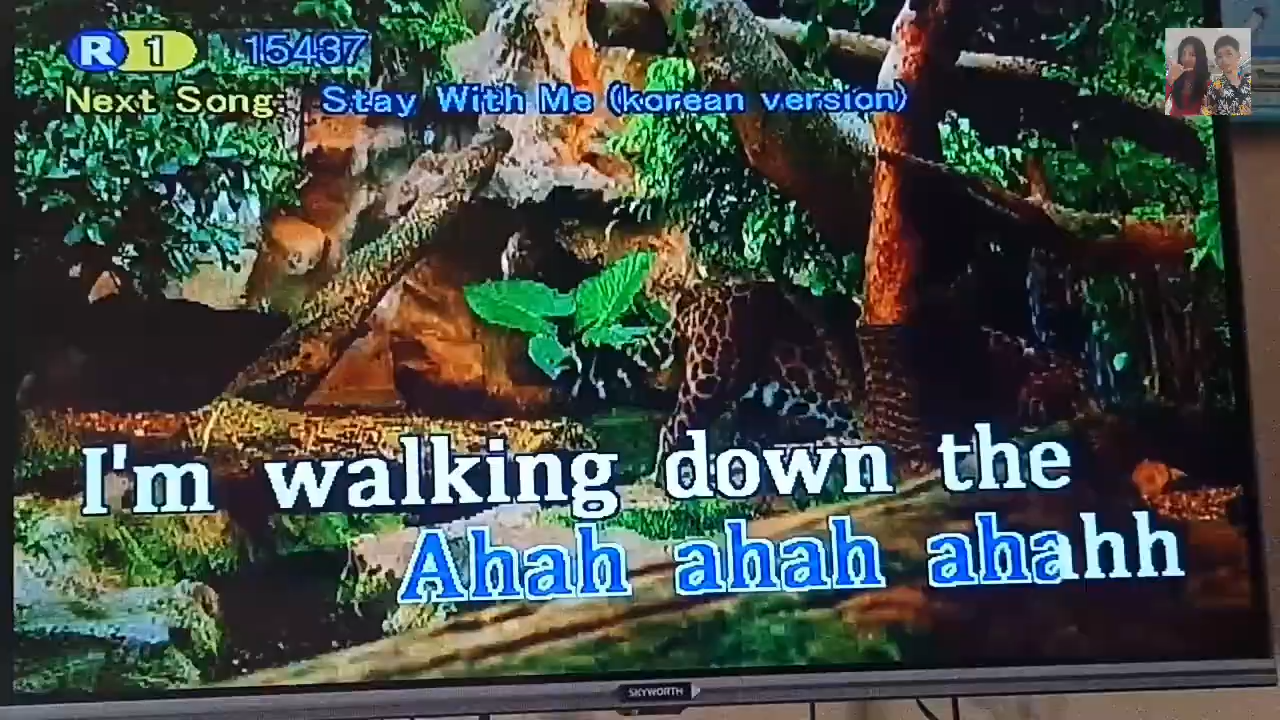 R 1 15437
Next Song: Stay With Me (korean version)
I'm walking down the
Ahah ahah ahahh
SKYWORTH